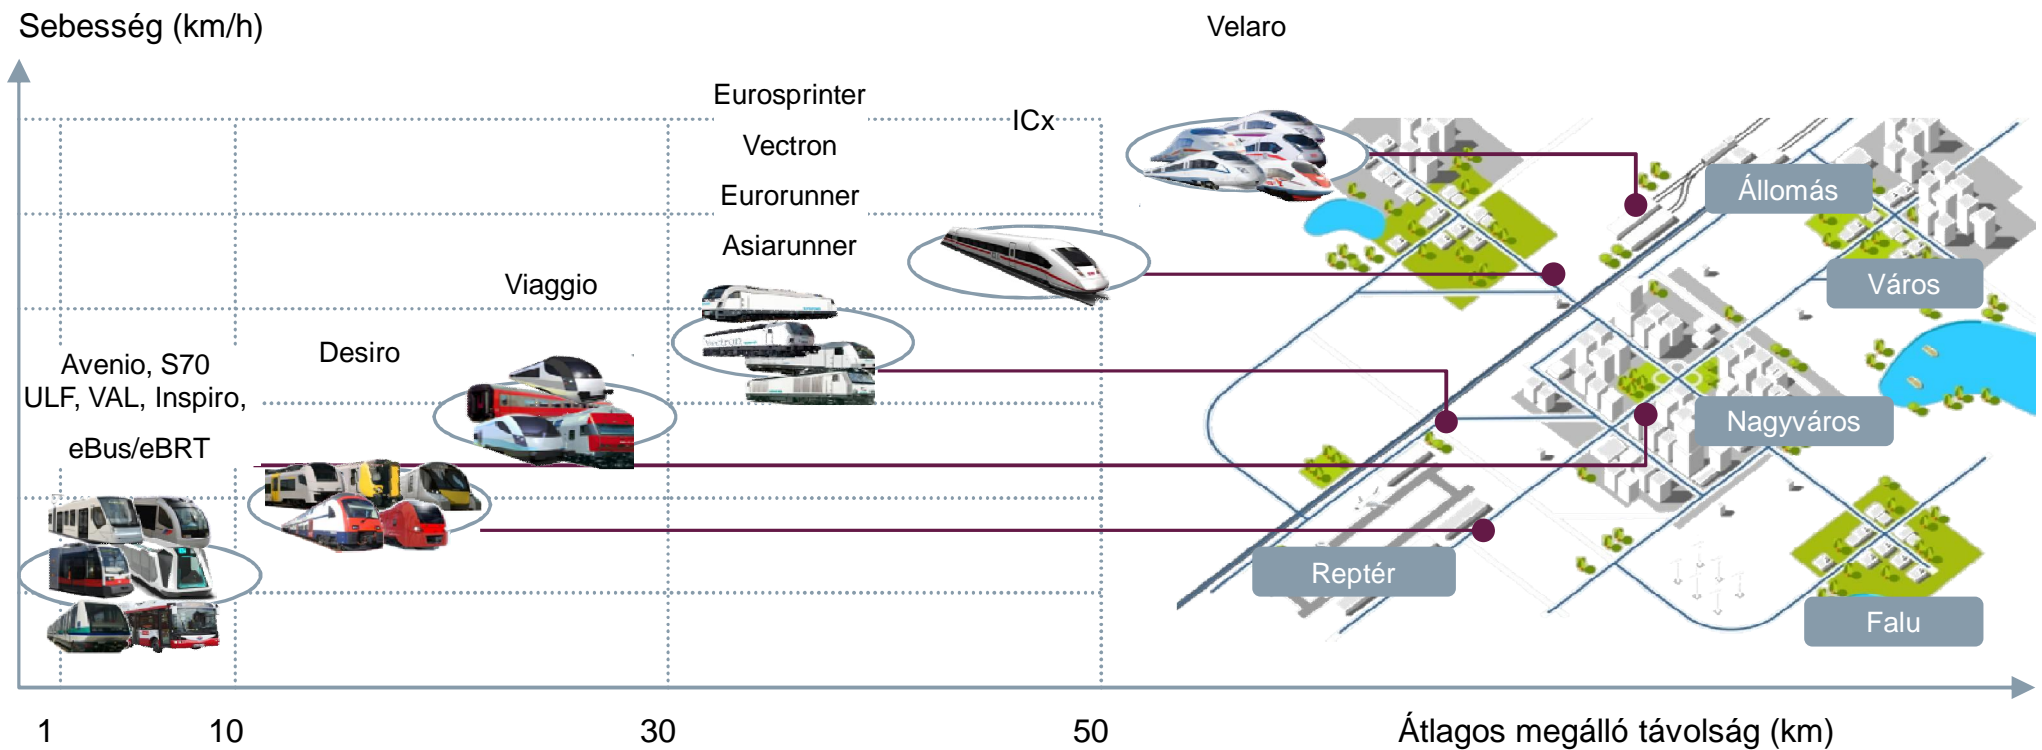 Sebesség (km/h)
Velaro
Eurosprinter
Vectron
Eurorunner
Asiarunner
ICx
Viaggio
Desiro
Avenio, S70
ULF, VAL, Inspiro,
eBus/eBRT
Vectron
Állomás
Város
Nagyváros
Reptér
Falu
1
10
30
50
Átlagos megálló távolság (km)